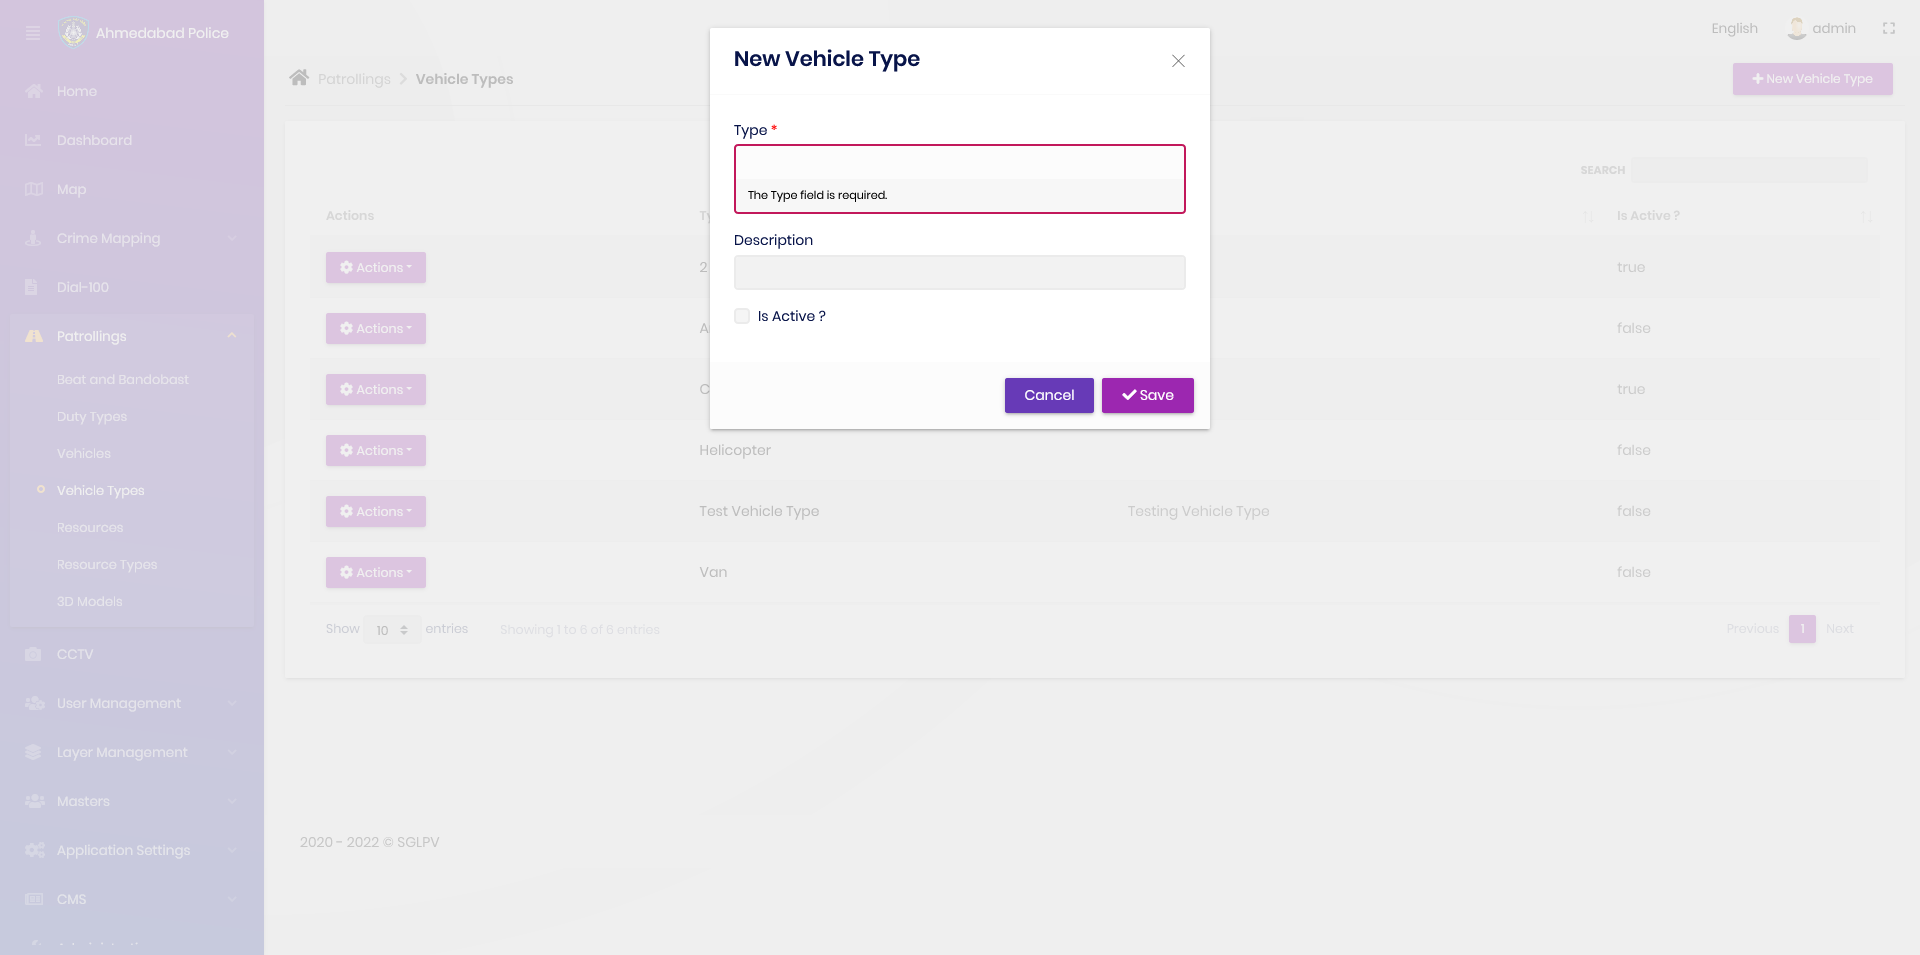 Ahmedabad Police
Home
Dashboard
Map
Crime Mapping
Dial-100
Patrollings
Beat and Bandobast
Duty Types
Vehicles
Vehicle Types
Resources
Resource Types
3D Models
CCTV
User Management
Layer Management
Masters
Application Settings
CMS
English
admin
Patrollings
Vehicle Types
New Vehicle Type
New Vehicle Type
Type *
The Type field is required.
Description
Is Active ?
Cancel
Save
SEARCH
Actions
Is Active ?
Actions
2
true
Actions
false
Actions
C
true
Actions
Helicopter
false
Actions
Test Vehicle Type
Testing Vehicle Type
false
Actions
Van
false
Show 10 entries
Showing 1 to 6 of 6 entries
Previous 1 Next
2020 - 2022 © SGLPV